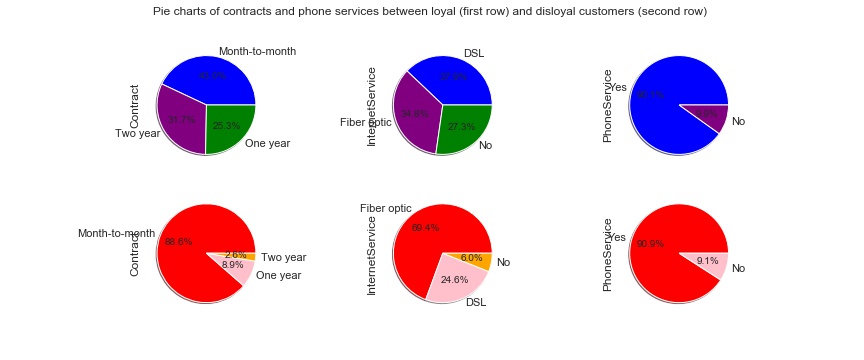 Pie charts of contracts and phone services between loyal (first row) and disloyal customers (second row)
Contract
Month-to-month
Two year
31.7%
One year
25.3%
InternetService
DSL
Fiber optic
34.8%
No
27.3%
PhoneService
Yes
No
Contract
Month-to-month
88.6%
Two year
2.6%
One year
8.9%
InternetService
Fiber optic
69.4%
No
6.0%
DSL
24.6%
PhoneService
Yes
90.9%
No
9.1%